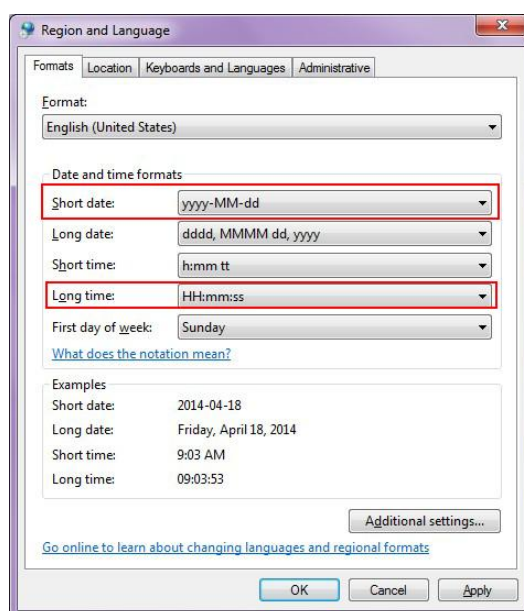 Region and Language
Formats Location Keyboards and Languages Administrative
Format:
English (United States)
Date and time formats
Short date: yyyy-MM-dd
Long date: dddd, MMMM dd, yyyy
Short time: h:mm tt
Long time: HH:mm:ss
First day of week: Sunday
What does the notation mean?
Examples
Short date: 2014-04-18
Long date: Friday, April 18, 2014
Short time: 9:03 AM
Long time: 09:03:53
Additional settings...
Go online to learn about changing languages and regional formats
OK Cancel Apply